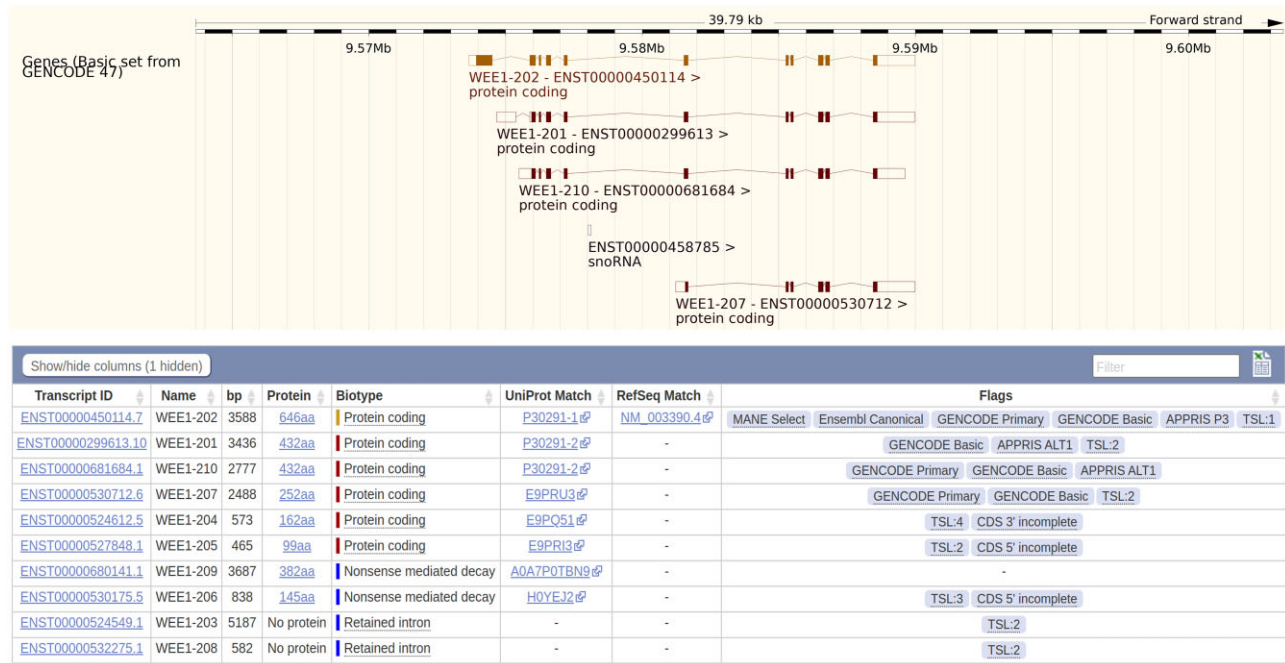 39.79 kb
Forward strand
9.57Mb 9.58Mb 9.59Mb 9.60Mb
Genes (Basic set from
GENCODE 47)
WEE1-202 - ENST00000450114 >
protein coding
WEE1-201 - ENST00000299613 >
protein coding
WEE1-210 - ENST00000681684 >
protein coding
ENST00000458785 >
snoRNA
WEE1-207 - ENST00000530712 >
protein coding
Show/hide columns (1 hidden) Filter
Transcript ID Name bp Protein Biotype UniProt Match RefSeq Match Flags
ENST00000450114.7 WEE1-202 3588 646aa Protein coding P30291-1 NM_003390.4 MANE Select Ensembl Canonical GENCODE Primary GENCODE Basic APPRIS P3 TSL:1
ENST00000299613.10 WEE1-201 3436 432aa Protein coding P30291-2 - GENCODE Basic APPRIS ALT1 TSL:2
ENST00000681684.1 WEE1-210 2777 432aa Protein coding P30291-2 - GENCODE Primary GENCODE Basic APPRIS ALT1
ENST00000530712.6 WEE1-207 2488 252aa Protein coding E9PRU3 - GENCODE Primary GENCODE Basic TSL:2
ENST00000524612.5 WEE1-204 573 162aa Protein coding E9PQ51 - TSL:4 CDS 3' incomplete
ENST00000527848.1 WEE1-205 465 99aa Protein coding E9PRI3 - TSL:2 CDS 5' incomplete
ENST00000680141.1 WEE1-209 3687 382aa Nonsense mediated decay A0A7P0TBN9 - -
ENST00000530175.5 WEE1-206 838 145aa Nonsense mediated decay H0YEJ2 - TSL:3 CDS 5' incomplete
ENST00000524549.1 WEE1-203 5187 No protein Retained intron - - TSL:2
ENST00000532275.1 WEE1-208 582 No protein Retained intron - - TSL:2